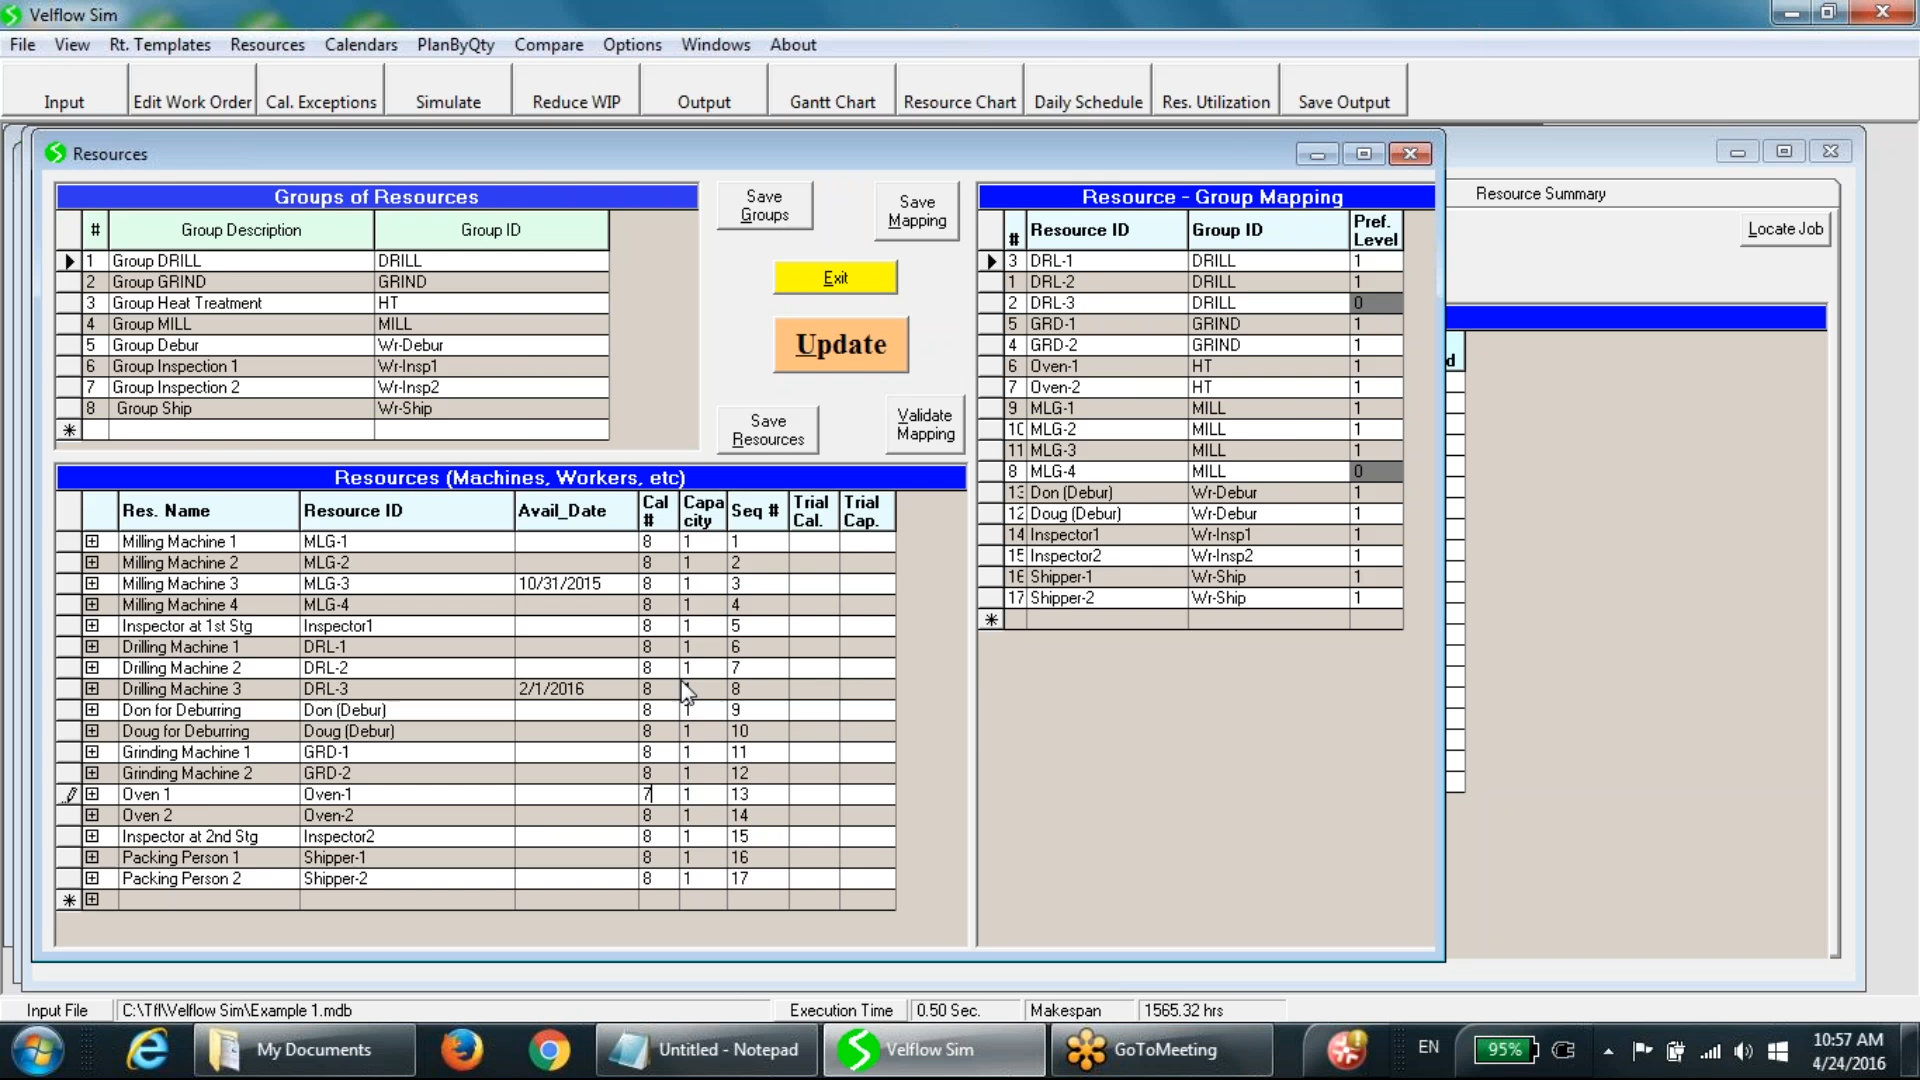 Velflow Sim
File View Rt. Templates Resources Calendars PlanByQty Compare Options Windows About
Input Edit Work Order Cal. Exceptions Simulate Reduce WIP Output Gantt Chart Resource Chart Daily Schedule Res. Utilization Save Output
Resources
Groups of Resources
# Group Description Group ID
1 Group DRILL DRILL
2 Group GRIND GRIND
3 Group Heat Treatment HT
4 Group MILL MILL
5 Group Debur Wr-Debur
6 Group Inspection 1 Wr-Insp1
7 Group Inspection 2 Wr-Insp2
8 Group Ship Wr-Ship
*
Save Groups
Save Mapping
Exit
Update
Save Resources
Validate Mapping
Resource - Group Mapping
# Resource ID Group ID Pref. Level
3 DRL-1 DRILL 1
1 DRL-2 DRILL 1
2 DRL-3 DRILL 0
5 GRD-1 GRIND 1
4 GRD-2 GRIND 1
6 Oven-1 HT 1
7 Oven-2 HT 1
9 MLG-1 MILL 1
10 MLG-2 MILL 1
11 MLG-3 MILL 1
8 MLG-4 MILL 0
13 Don (Debur) Wr-Debur 1
12 Doug (Debur) Wr-Debur 1
14 Inspector1 Wr-Insp1 1
15 Inspector2 Wr-Insp2 1
16 Shipper-1 Wr-Ship 1
17 Shipper-2 Wr-Ship 1
*
Resource Summary
Locate Job
d
Resources (Machines, Workers, etc)
Res. Name Resource ID Avail_Date Cal # Capa city Seq # Trial Cal. Trial Cap.
Milling Machine 1 MLG-1 8 1 1
Milling Machine 2 MLG-2 8 1 2
Milling Machine 3 MLG-3 10/31/2015 8 1 3
Milling Machine 4 MLG-4 8 1 4
Inspector at 1st Stg Inspector1 8 1 5
Drilling Machine 1 DRL-1 8 1 6
Drilling Machine 2 DRL-2 8 1 7
Drilling Machine 3 DRL-3 2/1/2016 8 1 8
Don for Deburring Don (Debur) 8 1 9
Doug for Deburring Doug (Debur) 8 1 10
Grinding Machine 1 GRD-1 8 1 11
Grinding Machine 2 GRD-2 8 1 12
Oven 1 Oven-1 7 1 13
Oven 2 Oven-2 8 1 14
Inspector at 2nd Stg Inspector2 8 1 15
Packing Person 1 Shipper-1 8 1 16
Packing Person 2 Shipper-2 8 1 17
*
Input File C:\Tfl\Velflow Sim\Example 1.mdb Execution Time 0.50 Sec. Makespan 1565.32 hrs
My Documents Untitled - Notepad Velflow Sim GoToMeeting EN 95% 10:57 AM
4/24/2016